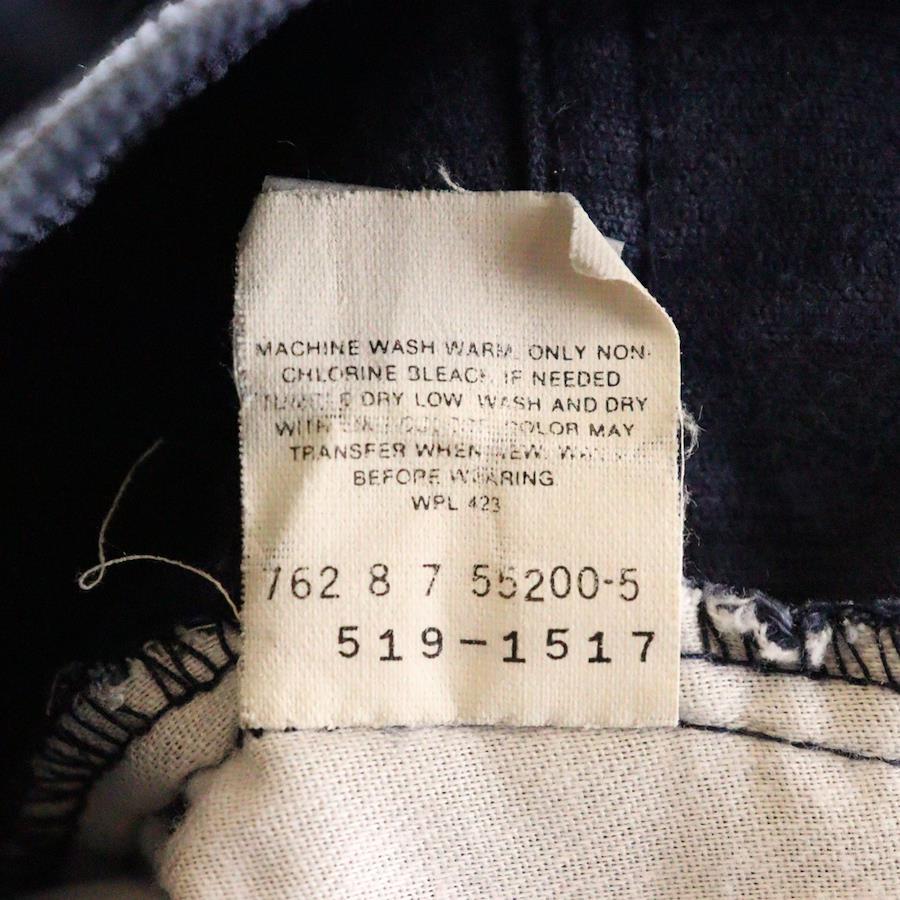 MACHINE WASH WARM. ONLY NON-
CHLORINE BLEACH IF NEEDED
DRY LOW. WASH AND DRY
WITH COLOR MAY
TRANSFER WHEN NEW.
BEFORE WEARING
WPL 423
762 8 7 55200-5
519-1517